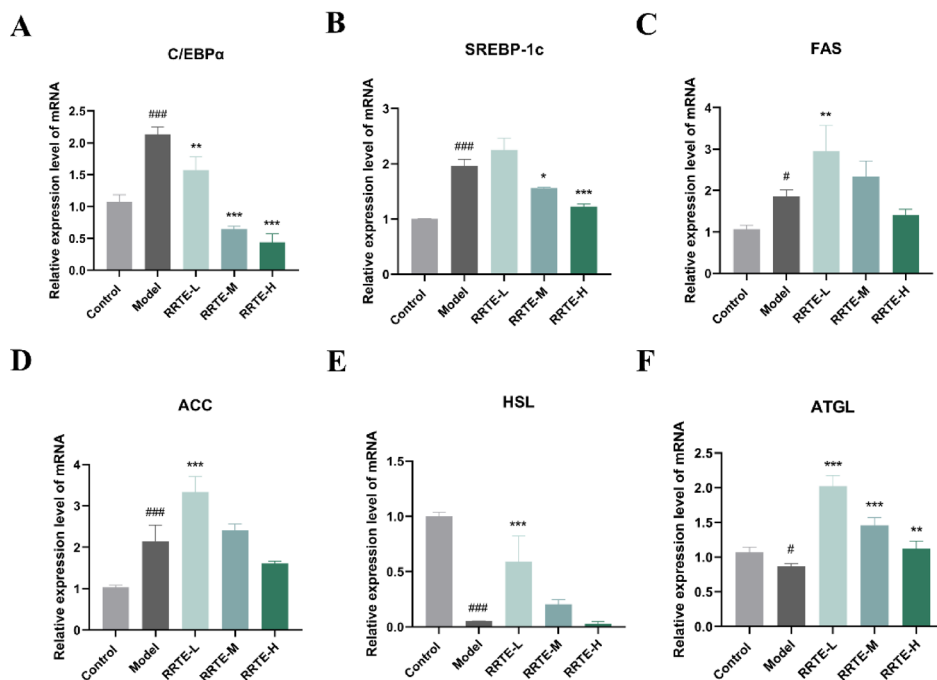 A
C/EBPα
Relative expression level of mRNA
2.5
2.0
1.5
1.0
0.5
0.0
###
**
***
***
Control
Model
RRTE-L
RRTE-M
RRTE-H
B
SREBP-1c
Relative expression level of mRNA
3
2
1
0
###
*
***
Control
Model
RRTE-L
RRTE-M
RRTE-H
C
FAS
Relative expression level of mRNA
4
3
2
1
0
#
**
Control
Model
RRTE-L
RRTE-M
RRTE-H
D
ACC
Relative expression level of mRNA
4
3
2
1
0
###
***
Control
Model
RRTE-L
RRTE-M
RRTE-H
E
HSL
Relative expression level of mRNA
1.5
1.0
0.5
0.0
###
***
Control
Model
RRTE-L
RRTE-M
RRTE-H
F
ATGL
Relative expression level of mRNA
2.5
2.0
1.5
1.0
0.5
0.0
#
***
***
**
Control
Model
RRTE-L
RRTE-M
RRTE-H